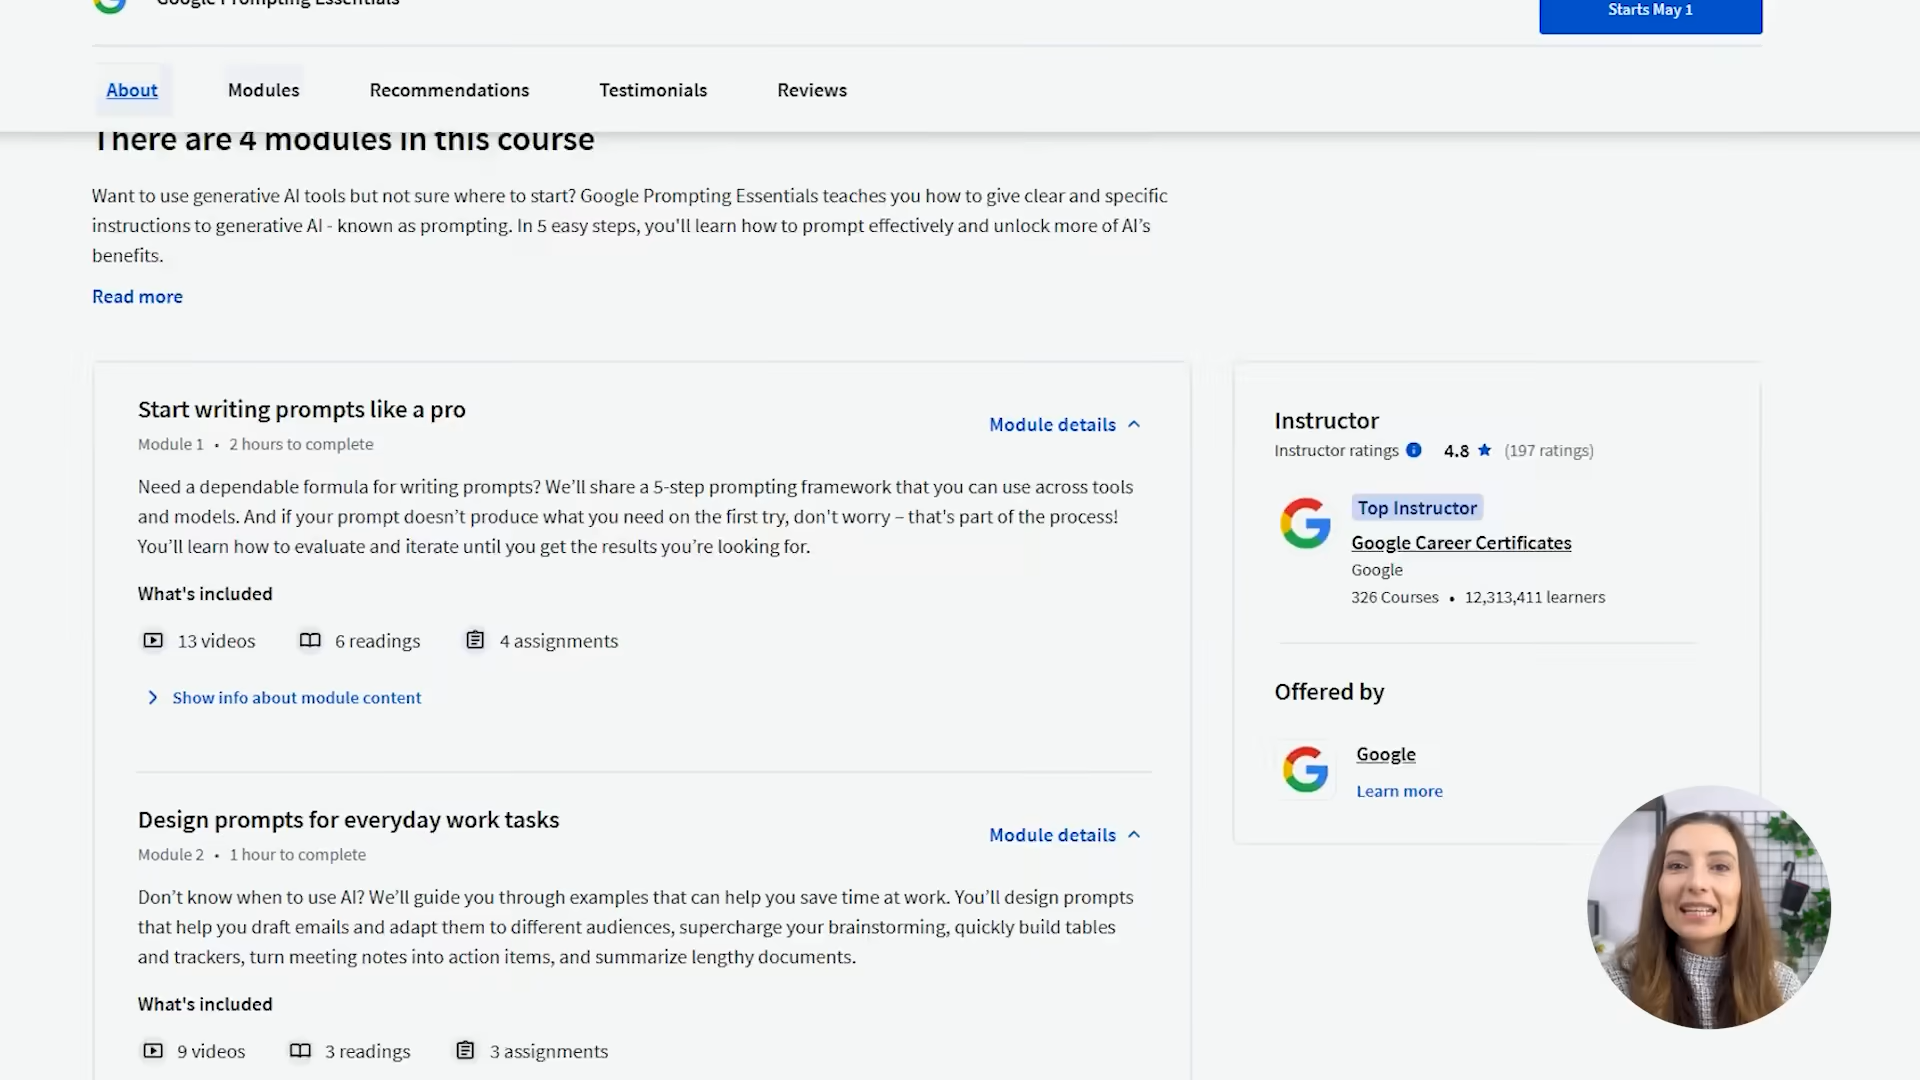 Google Prompting Essentials
Starts May 1
About
Modules
Recommendations
Testimonials
Reviews
There are 4 modules in this course
Want to use generative AI tools but not sure where to start? Google Prompting Essentials teaches you how to give clear and specific
instructions to generative AI - known as prompting. In 5 easy steps, you'll learn how to prompt effectively and unlock more of AI’s
benefits.
Read more
Start writing prompts like a pro
Module details
Module 1 • 2 hours to complete
Need a dependable formula for writing prompts? We’ll share a 5-step prompting framework that you can use across tools
and models. And if your prompt doesn’t produce what you need on the first try, don't worry – that's part of the process!
You’ll learn how to evaluate and iterate until you get the results you’re looking for.
What's included
13 videos
6 readings
4 assignments
Show info about module content
Design prompts for everyday work tasks
Module details
Module 2 • 1 hour to complete
Don’t know when to use AI? We’ll guide you through examples that can help you save time at work. You’ll design prompts
that help you draft emails and adapt them to different audiences, supercharge your brainstorming, quickly build tables
and trackers, turn meeting notes into action items, and summarize lengthy documents.
What's included
9 videos
3 readings
3 assignments
Instructor
Instructor ratings 4.8 (197 ratings)
Top Instructor
Google Career Certificates
Google
326 Courses • 12,313,411 learners
Offered by
Google
Learn more